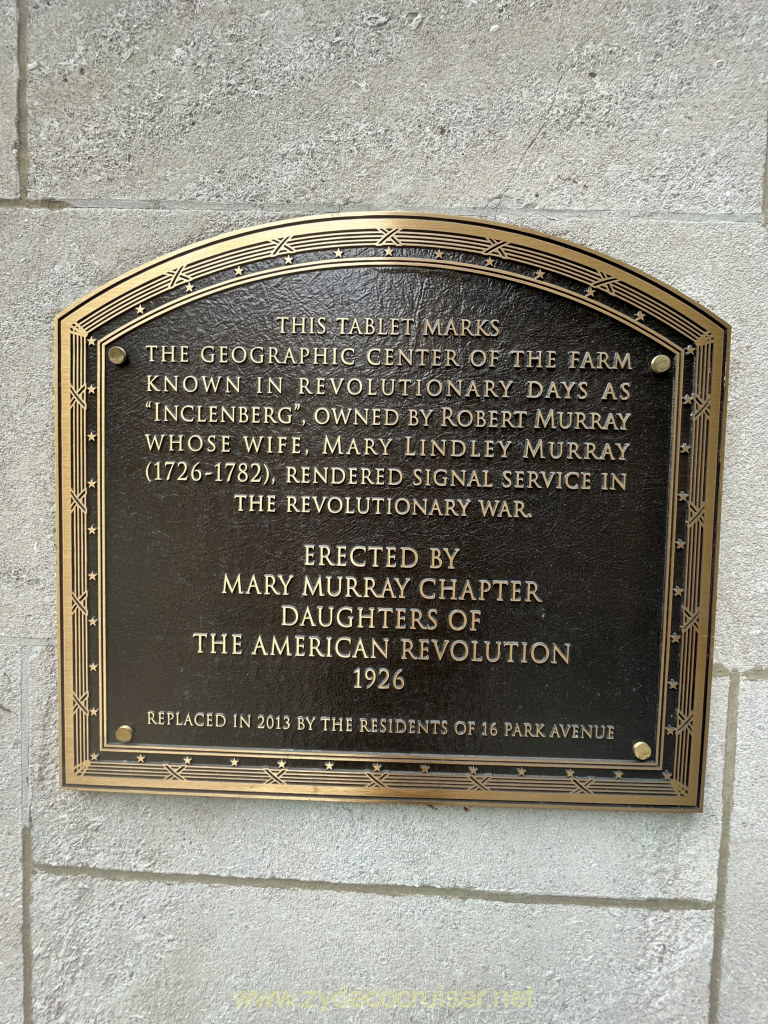 THIS TABLET MARKS
THE GEOGRAPHIC CENTER OF THE FARM
KNOWN IN REVOLUTIONARY DAYS AS
"INCLENBERG", OWNED BY ROBERT MURRAY
WHOSE WIFE, MARY LINDLEY MURRAY
(1726-1782), RENDERED SIGNAL SERVICE IN
THE REVOLUTIONARY WAR.
ERECTED BY
MARY MURRAY CHAPTER
DAUGHTERS OF
THE AMERICAN REVOLUTION
1926
REPLACED IN 2013 BY THE RESIDENTS OF 16 PARK AVENUE
www.zydecocruiser.net